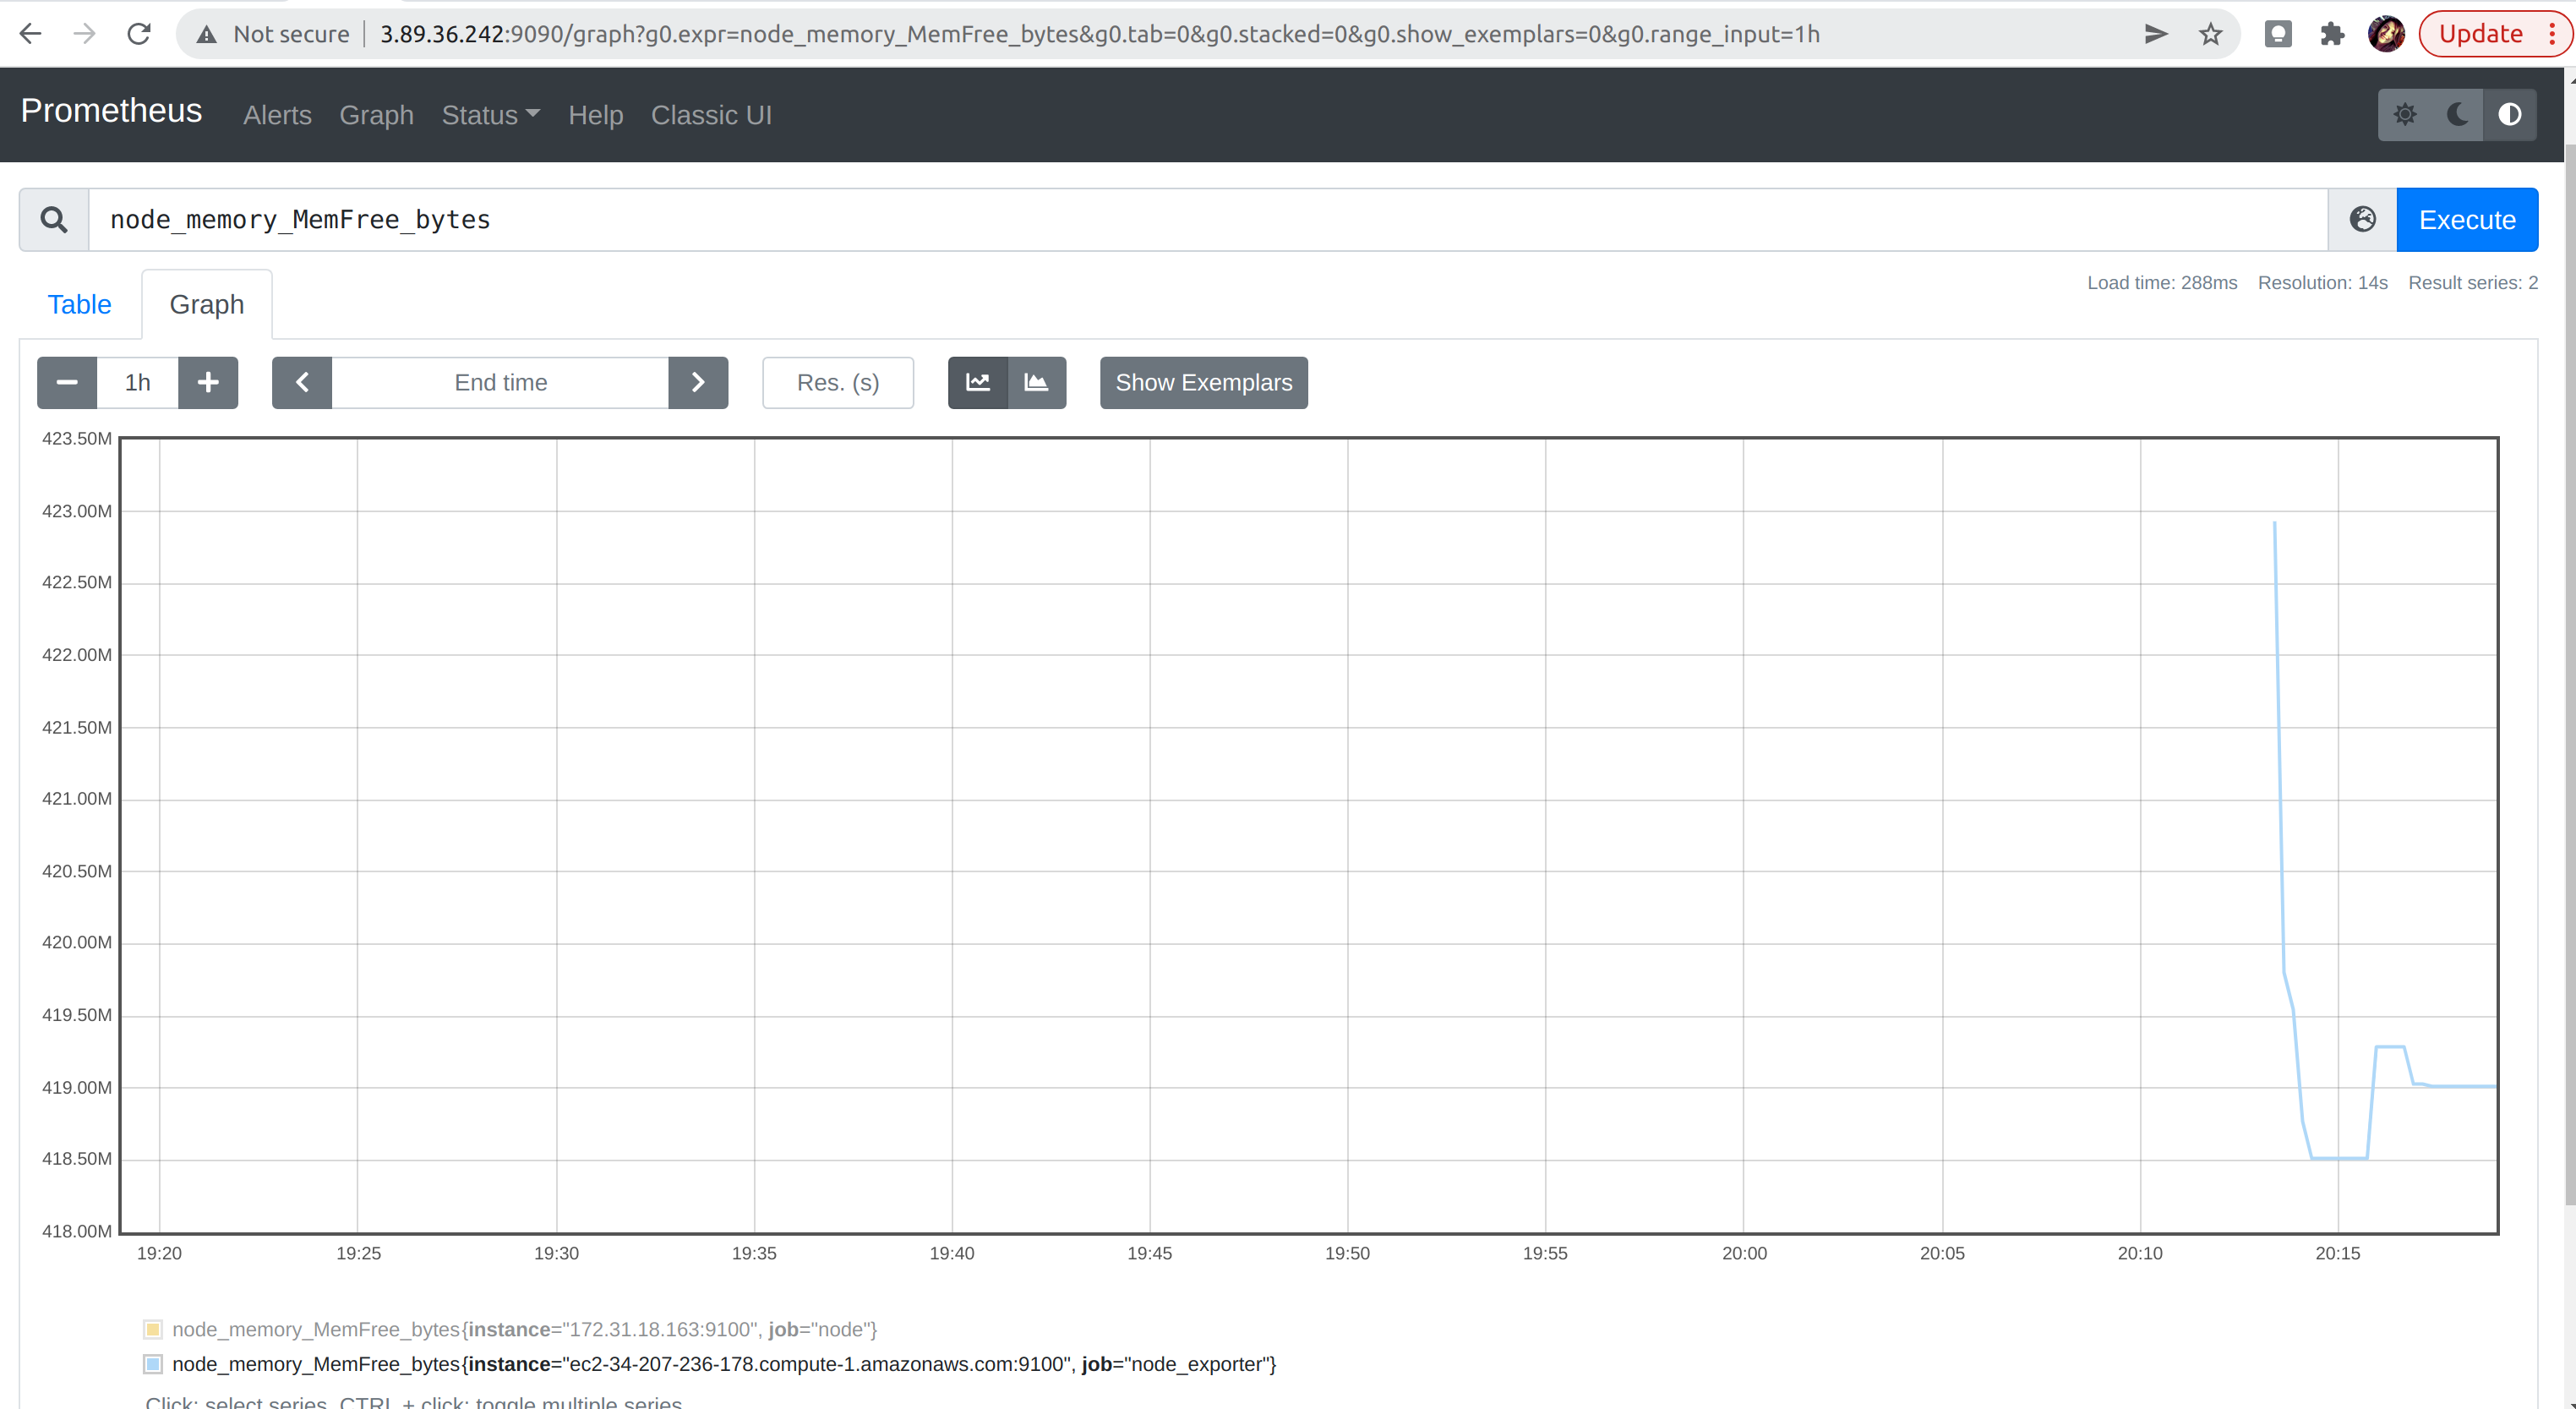 Not secure | 3.89.36.242:9090/graph?g0.expr=node_memory_MemFree_bytes&g0.tab=0&g0.stacked=0&g0.show_exemplars=0&g0.range_input=1h Update
Prometheus Alerts Graph Status Help Classic UI
node_memory_MemFree_bytes Execute
Load time: 288ms Resolution: 14s Result series: 2
Table Graph
1h End time Res. (s) Show Exemplars
423.50M
423.00M
422.50M
422.00M
421.50M
421.00M
420.50M
420.00M
419.50M
419.00M
418.50M
418.00M
19:20 19:25 19:30 19:35 19:40 19:45 19:50 19:55 20:00 20:05 20:10 20:15
node_memory_MemFree_bytes{instance="172.31.18.163:9100", job="node"}
node_memory_MemFree_bytes{instance="ec2-34-207-236-178.compute-1.amazonaws.com:9100", job="node_exporter"}
Click: select series, CTRL + click: toggle multiple series